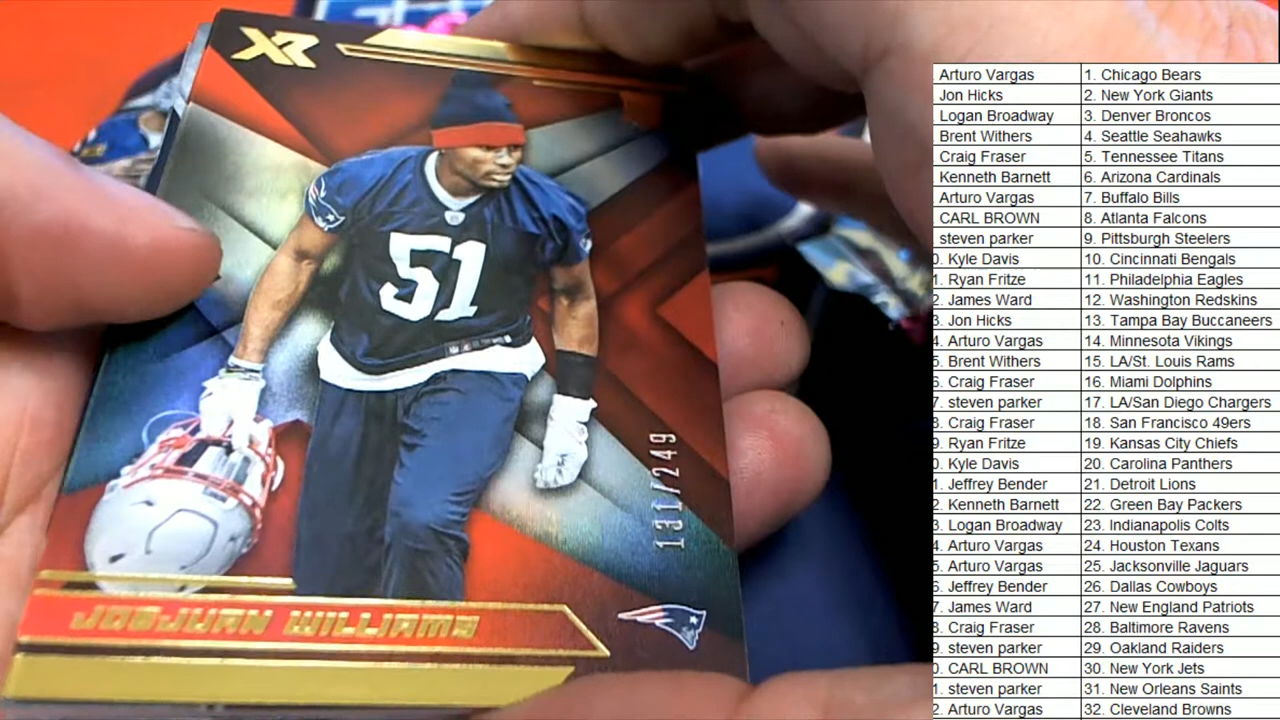 XR
51
131/249
JOEJUAN WILLIAMS
Arturo Vargas 1. Chicago Bears
Jon Hicks 2. New York Giants
Logan Broadway 3. Denver Broncos
Brent Withers 4. Seattle Seahawks
Craig Fraser 5. Tennessee Titans
Kenneth Barnett 6. Arizona Cardinals
Arturo Vargas 7. Buffalo Bills
CARL BROWN 8. Atlanta Falcons
steven parker 9. Pittsburgh Steelers
0. Kyle Davis 10. Cincinnati Bengals
1. Ryan Fritze 11. Philadelphia Eagles
2. James Ward 12. Washington Redskins
3. Jon Hicks 13. Tampa Bay Buccaneers
4. Arturo Vargas 14. Minnesota Vikings
5. Brent Withers 15. LA/St. Louis Rams
6. Craig Fraser 16. Miami Dolphins
7. steven parker 17. LA/San Diego Chargers
8. Craig Fraser 18. San Francisco 49ers
9. Ryan Fritze 19. Kansas City Chiefs
0. Kyle Davis 20. Carolina Panthers
1. Jeffrey Bender 21. Detroit Lions
2. Kenneth Barnett 22. Green Bay Packers
3. Logan Broadway 23. Indianapolis Colts
4. Arturo Vargas 24. Houston Texans
5. Arturo Vargas 25. Jacksonville Jaguars
6. Jeffrey Bender 26. Dallas Cowboys
7. James Ward 27. New England Patriots
8. Craig Fraser 28. Baltimore Ravens
9. steven parker 29. Oakland Raiders
0. CARL BROWN 30. New York Jets
1. steven parker 31. New Orleans Saints
2. Arturo Vargas 32. Cleveland Browns